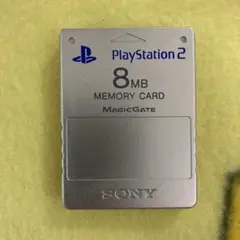 PlayStation 2
8MB
MEMORY CARD
MAGICGATE
SONY